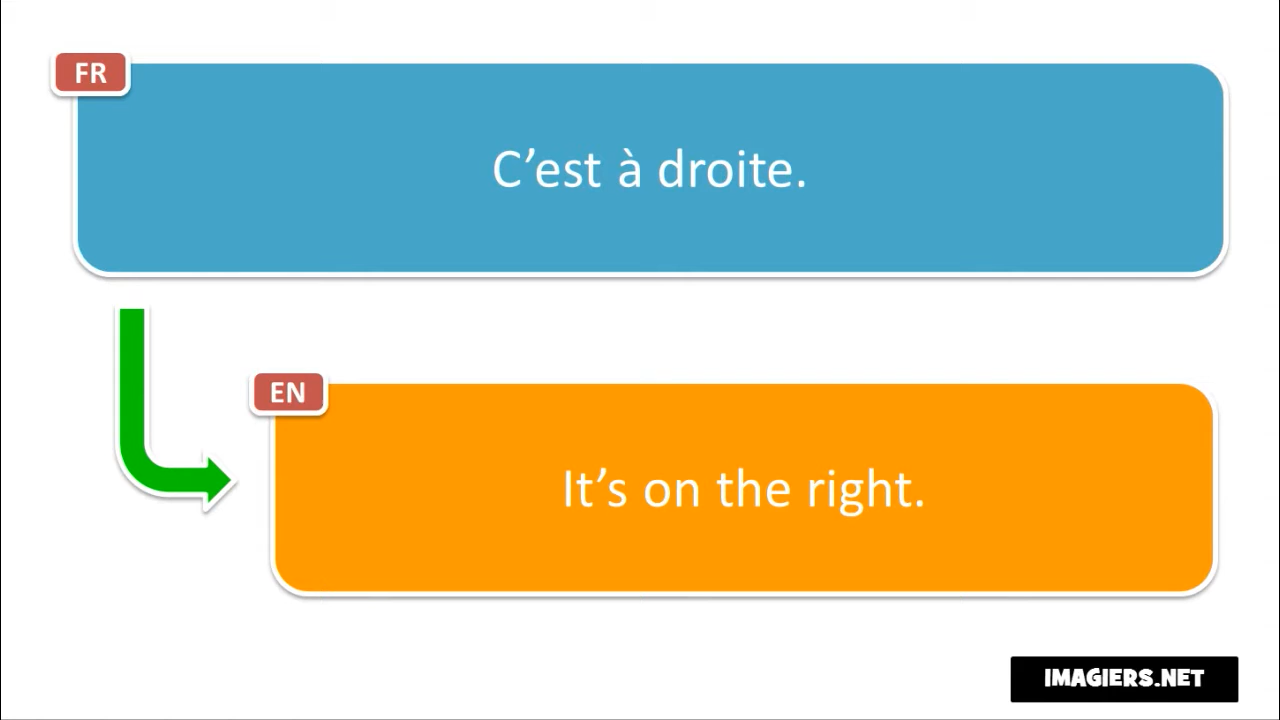 FR
C’est à droite.
EN
It’s on the right.
IMAGIERS.NET